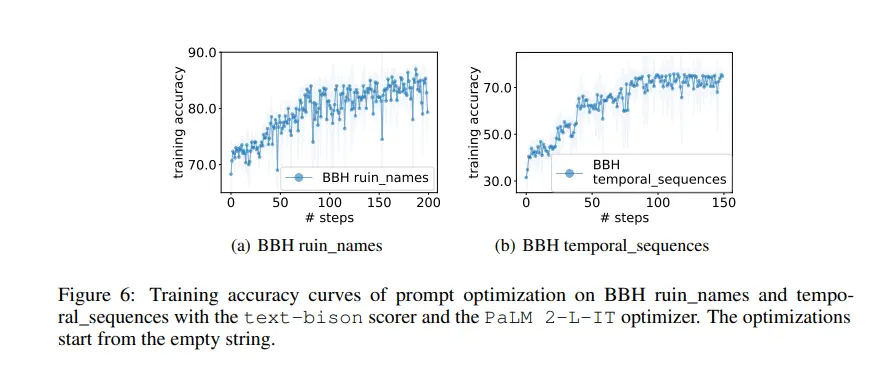 90.0
80.0
70.0
training accuracy
BBH ruin_names
0 50 100 150 200
# steps
(a) BBH ruin_names
70.0
50.0
30.0
training accuracy
BBH
temporal_sequences
0 50 100 150
# steps
(b) BBH temporal_sequences
Figure 6: Training accuracy curves of prompt optimization on BBH ruin_names and tempo-
ral_sequences with the text-bison scorer and the PaLM 2-L-IT optimizer. The optimizations
start from the empty string.